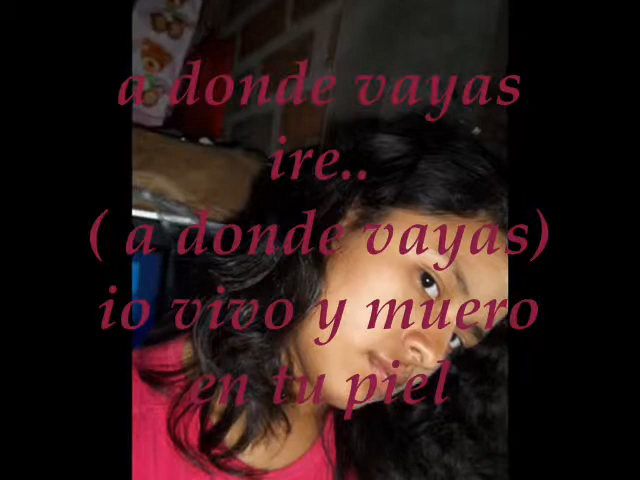 a donde vayas
ire..
( a donde vayas)
io vivo y muero
en tu piel